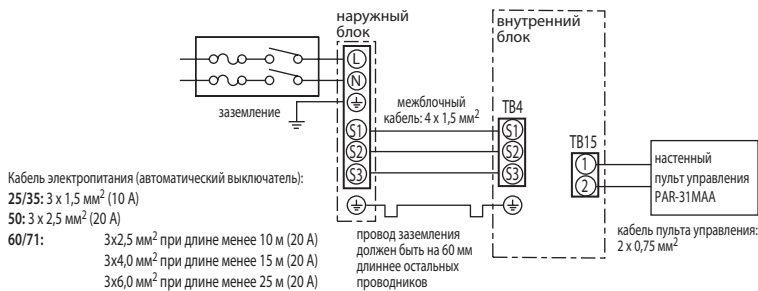 наружный
блок
внутренний
блок
L
N
заземление
межблочный
кабель: 4 x 1,5 мм²
TB4
S1
S2
S3
S1
S2
S3
TB15
1
2
настенный
пульт управления
PAR-31MAA
кабель пульта управления:
2 x 0,75 мм²
Кабель электропитания (автоматический выключатель):
25/35: 3 x 1,5 мм² (10 А)
50: 3 x 2,5 мм² (20 А)
60/71: 3x2,5 мм² при длине менее 10 м (20 А)
3x4,0 мм² при длине менее 15 м (20 А)
3x6,0 мм² при длине менее 25 м (20 А)
провод заземления
должен быть на 60 мм
длиннее остальных
проводников